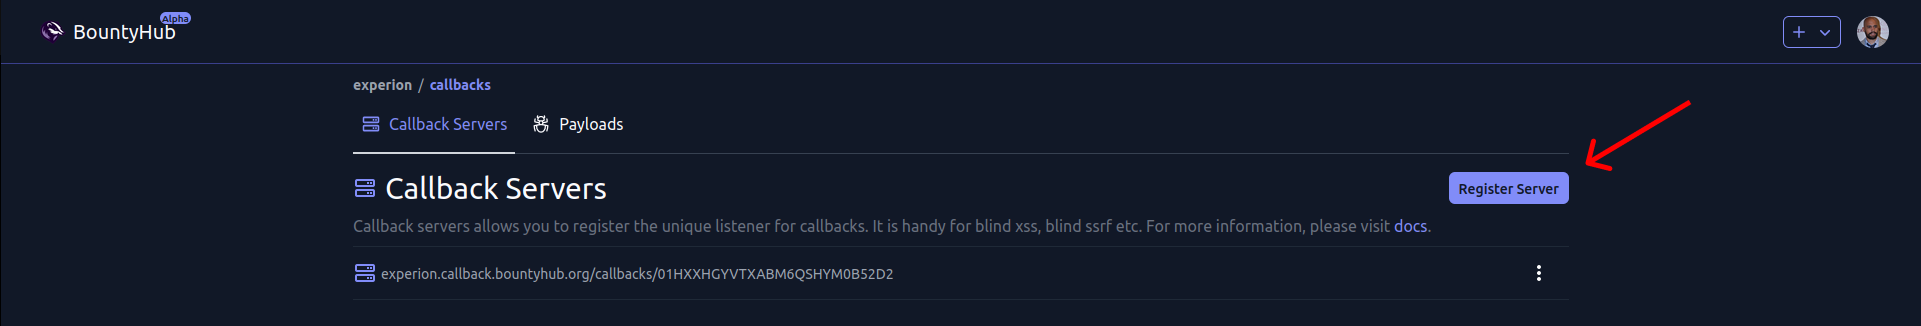 Alpha
BountyHub
experion / callbacks
Callback Servers Payloads
Callback Servers
Register Server
Callback servers allows you to register the unique listener for callbacks. It is handy for blind xss, blind ssrf etc. For more information, please visit docs.
experion.callback.bountyhub.org/callbacks/01HXXHGYVTXABM6QSHYM0B52D2